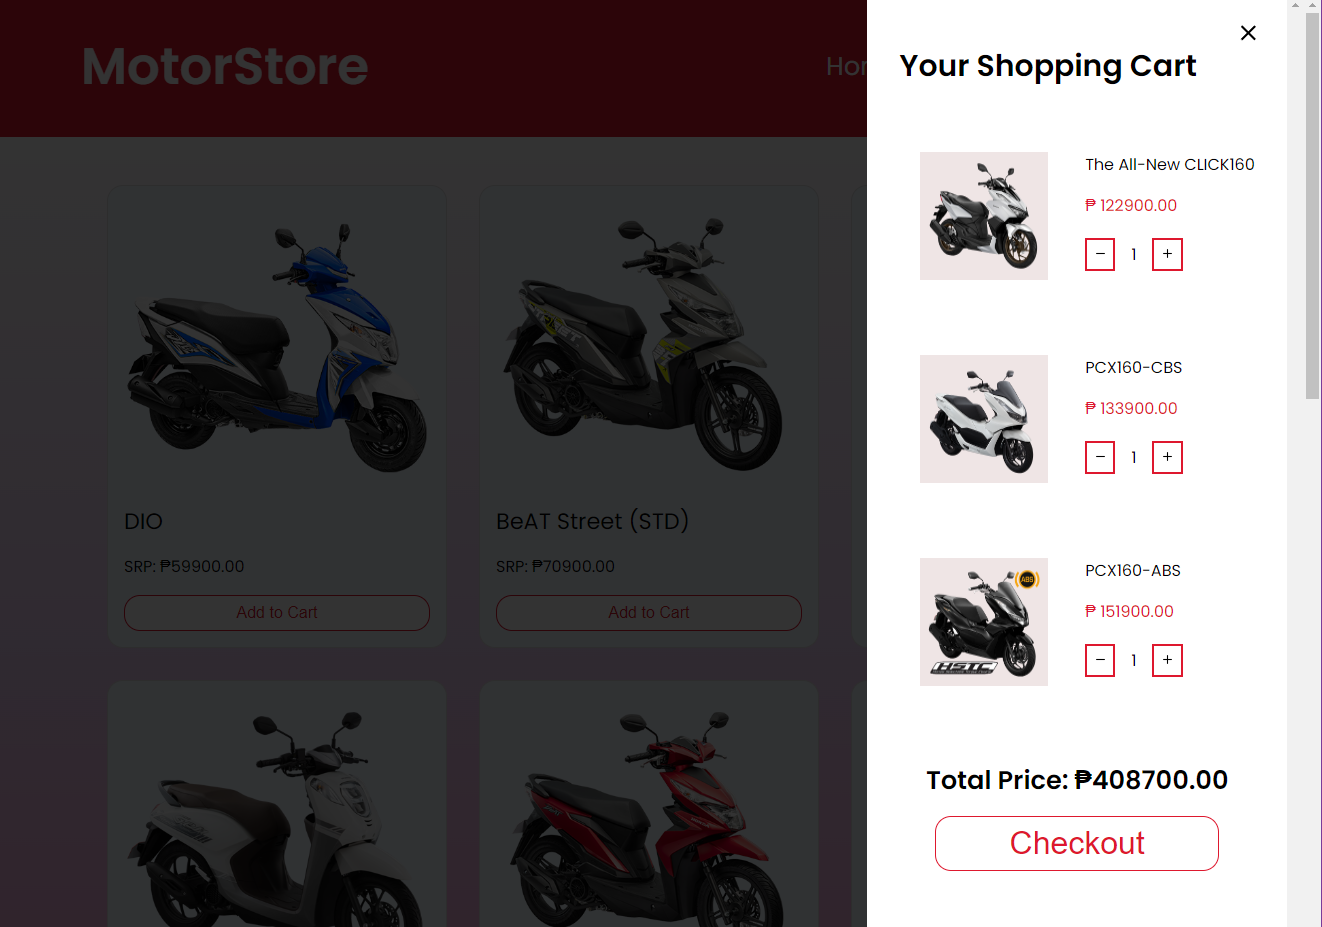 MotorStore
Hor
DIO
SRP: ₱59900.00
Add to Cart
BeAT Street (STD)
SRP: ₱70900.00
Add to Cart
Your Shopping Cart
The All-New CLICK160
₱ 122900.00
− 1 +
PCX160-CBS
₱ 133900.00
− 1 +
ABS
HSTC
PCX160-ABS
₱ 151900.00
− 1 +
Total Price: ₱408700.00
Checkout